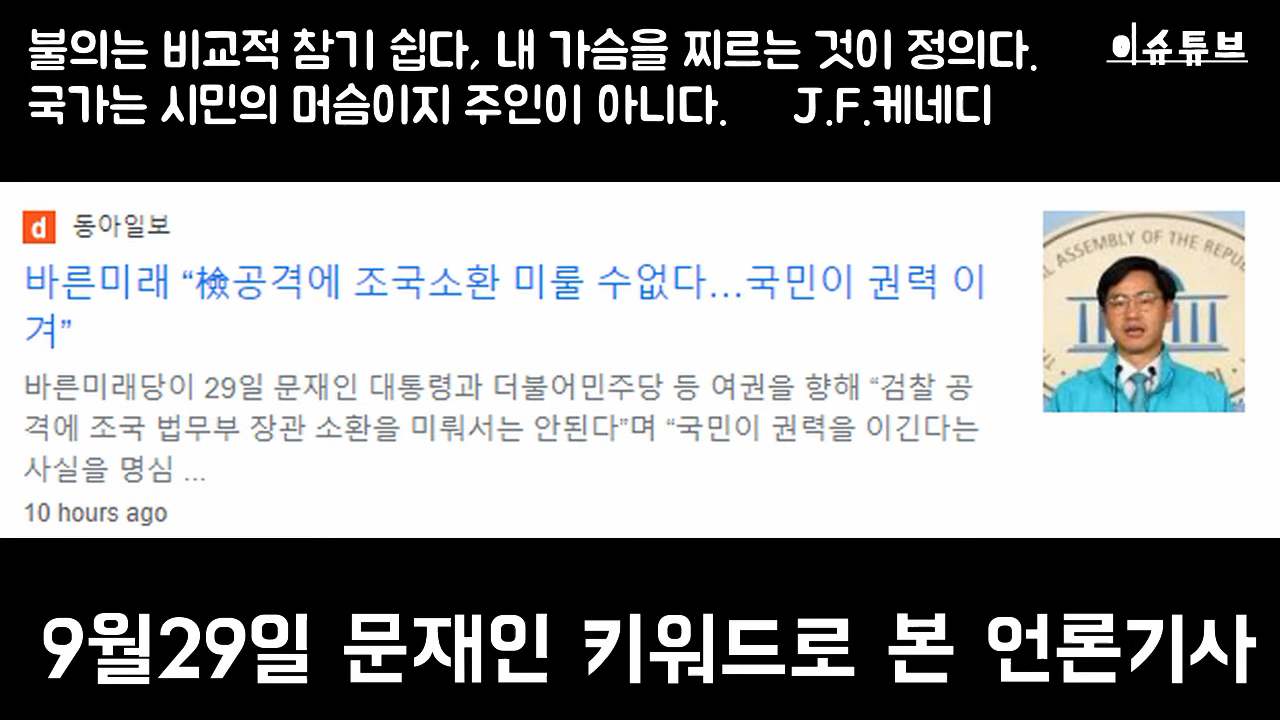 불의는 비교적 참기 쉽다, 내 가슴을 찌르는 것이 정의다.
이슈튜브
국가는 시민의 머슴이지 주인이 아니다. J.F.케네디
d 동아일보
바른미래 “檢공격에 조국소환 미룰 수없다…국민이 권력 이
겨”
바른미래당이 29일 문재인 대통령과 더불어민주당 등 여권을 향해 “검찰 공
격에 조국 법무부 장관 소환을 미뤄서는 안된다”며 “국민이 권력을 이긴다는
사실을 명심 ...
10 hours ago
ASSEMBLY OF THE REPU
9월29일 문재인 키워드로 본 언론기사